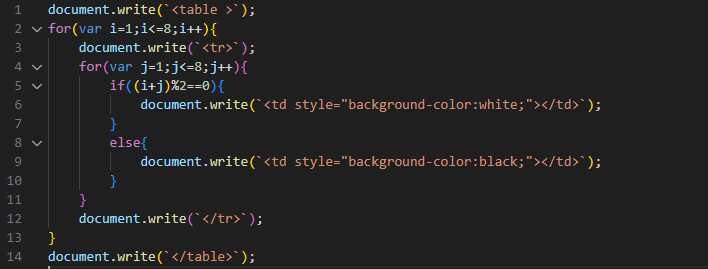 1 document.write(`<table >`);
2 for(var i=1;i<=8;i++){
3 document.write(`<tr>`);
4 for(var j=1;j<=8;j++){
5 if((i+j)%2==0){
6 document.write(`<td style="background-color:white;"></td>`);
7 }
8 else{
9 document.write(`<td style="background-color:black;"></td>`);
10 }
11 }
12 document.write(`</tr>`);
13 }
14 document.write(`</table>`);